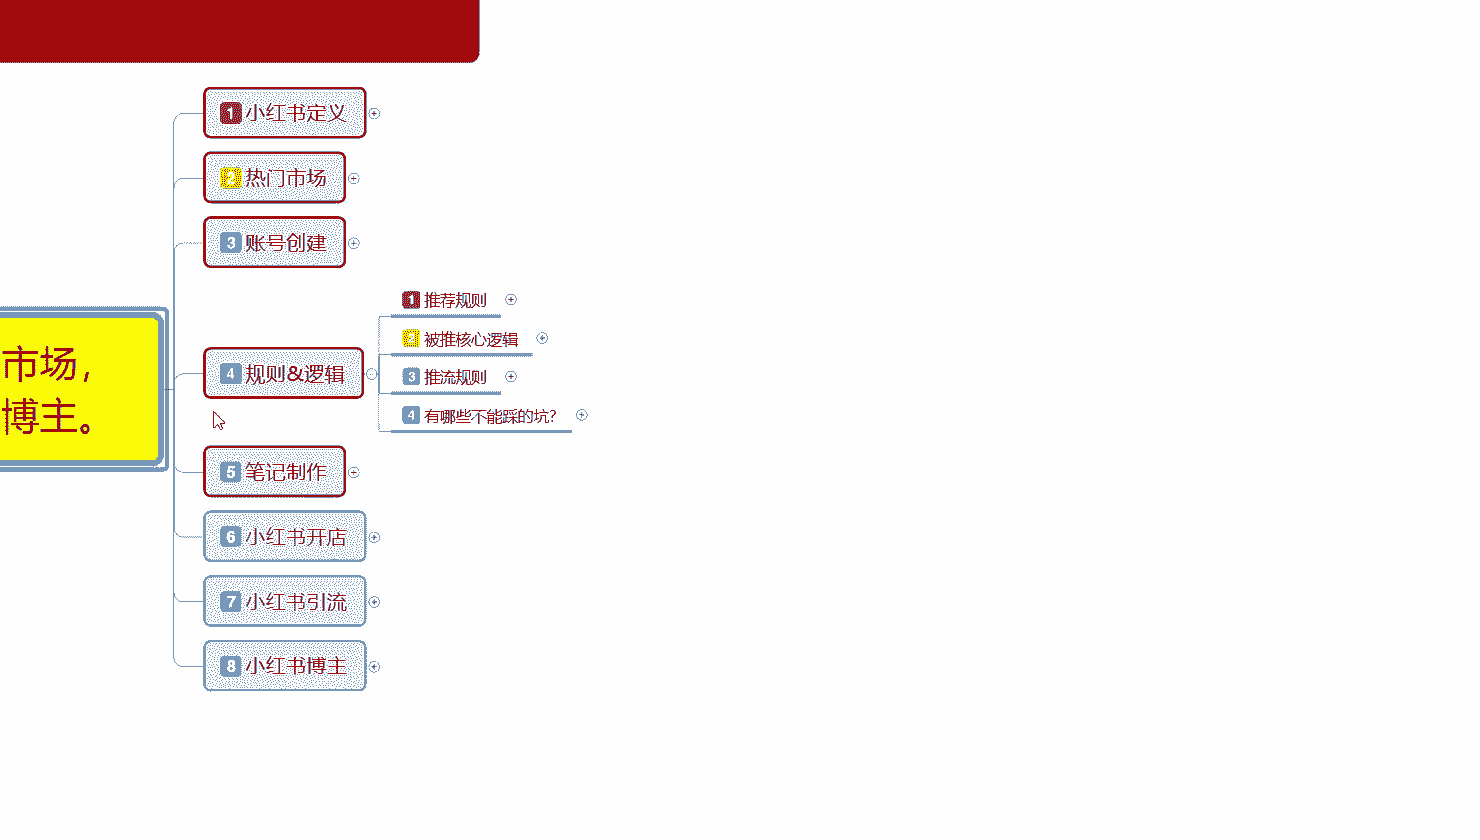 1 小红书定义
2 热门市场
3 账号创建
市场，
博主。
4 规则&逻辑
1 推荐规则
2 被推核心逻辑
3 推流规则
4 有哪些不能踩的坑？
5 笔记制作
6 小红书开店
7 小红书引流
8 小红书博主